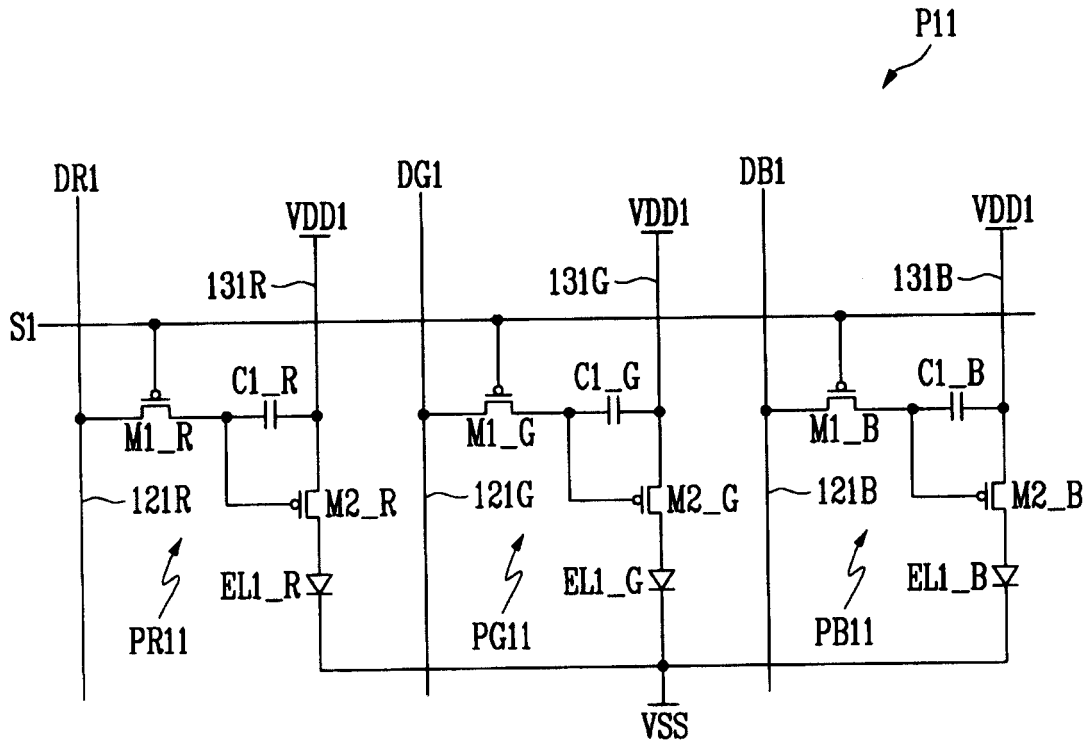 P11
DR1 DG1 DB1
VDD1 VDD1 VDD1
131R 131G 131B
S1
C1_R C1_G C1_B
M1_R M1_G M1_B
121R M2_R 121G M2_G 121B M2_B
EL1_R EL1_G EL1_B
PR11 PG11 PB11
VSS